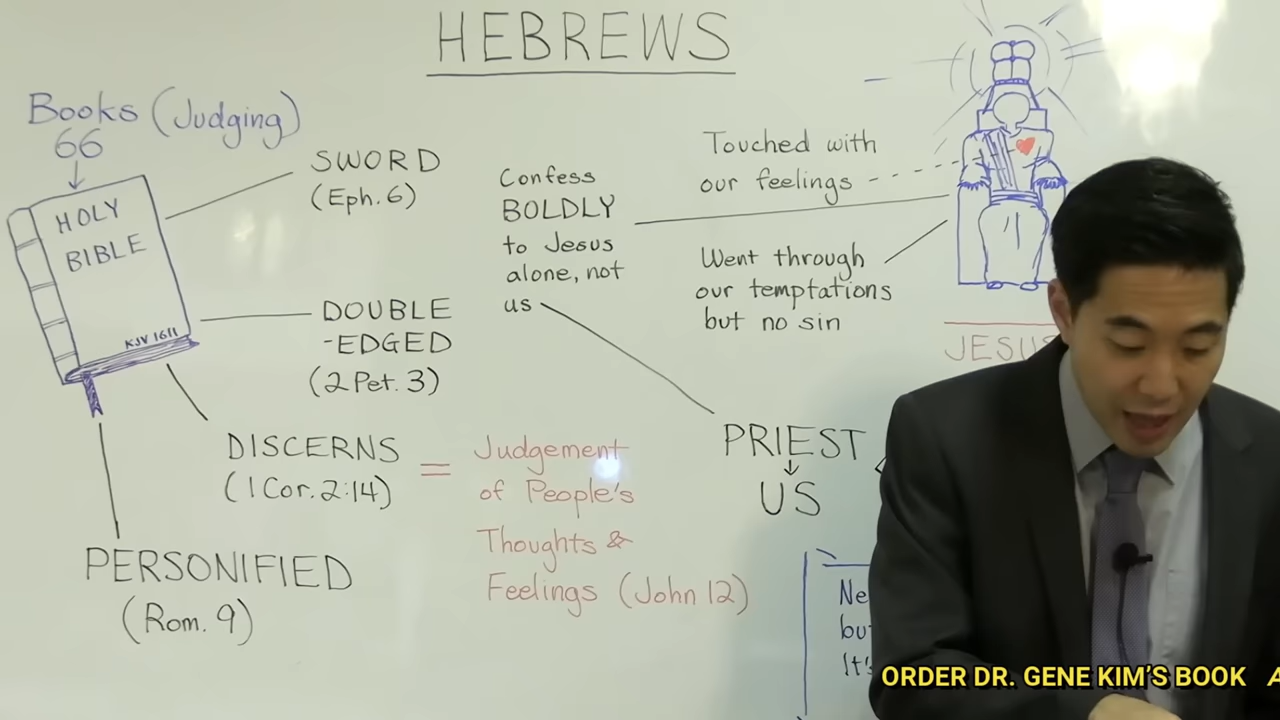 HEBREWS
Books (Judging)
66
HOLY
BIBLE
KJV 1611
SWORD
(Eph. 6)
DOUBLE
-EDGED
(2 Pet. 3)
DISCERNS
(1 Cor. 2:14)
=
Judgement
of People's
Thoughts &
Feelings (John 12)
PERSONIFIED
(Rom. 9)
Confess
BOLDLY
to Jesus
alone, not
us
Touched with
our feelings
Went through
our temptations
but no sin
JESUS
PRIEST
US
ORDER DR. GENE KIM'S BOOK